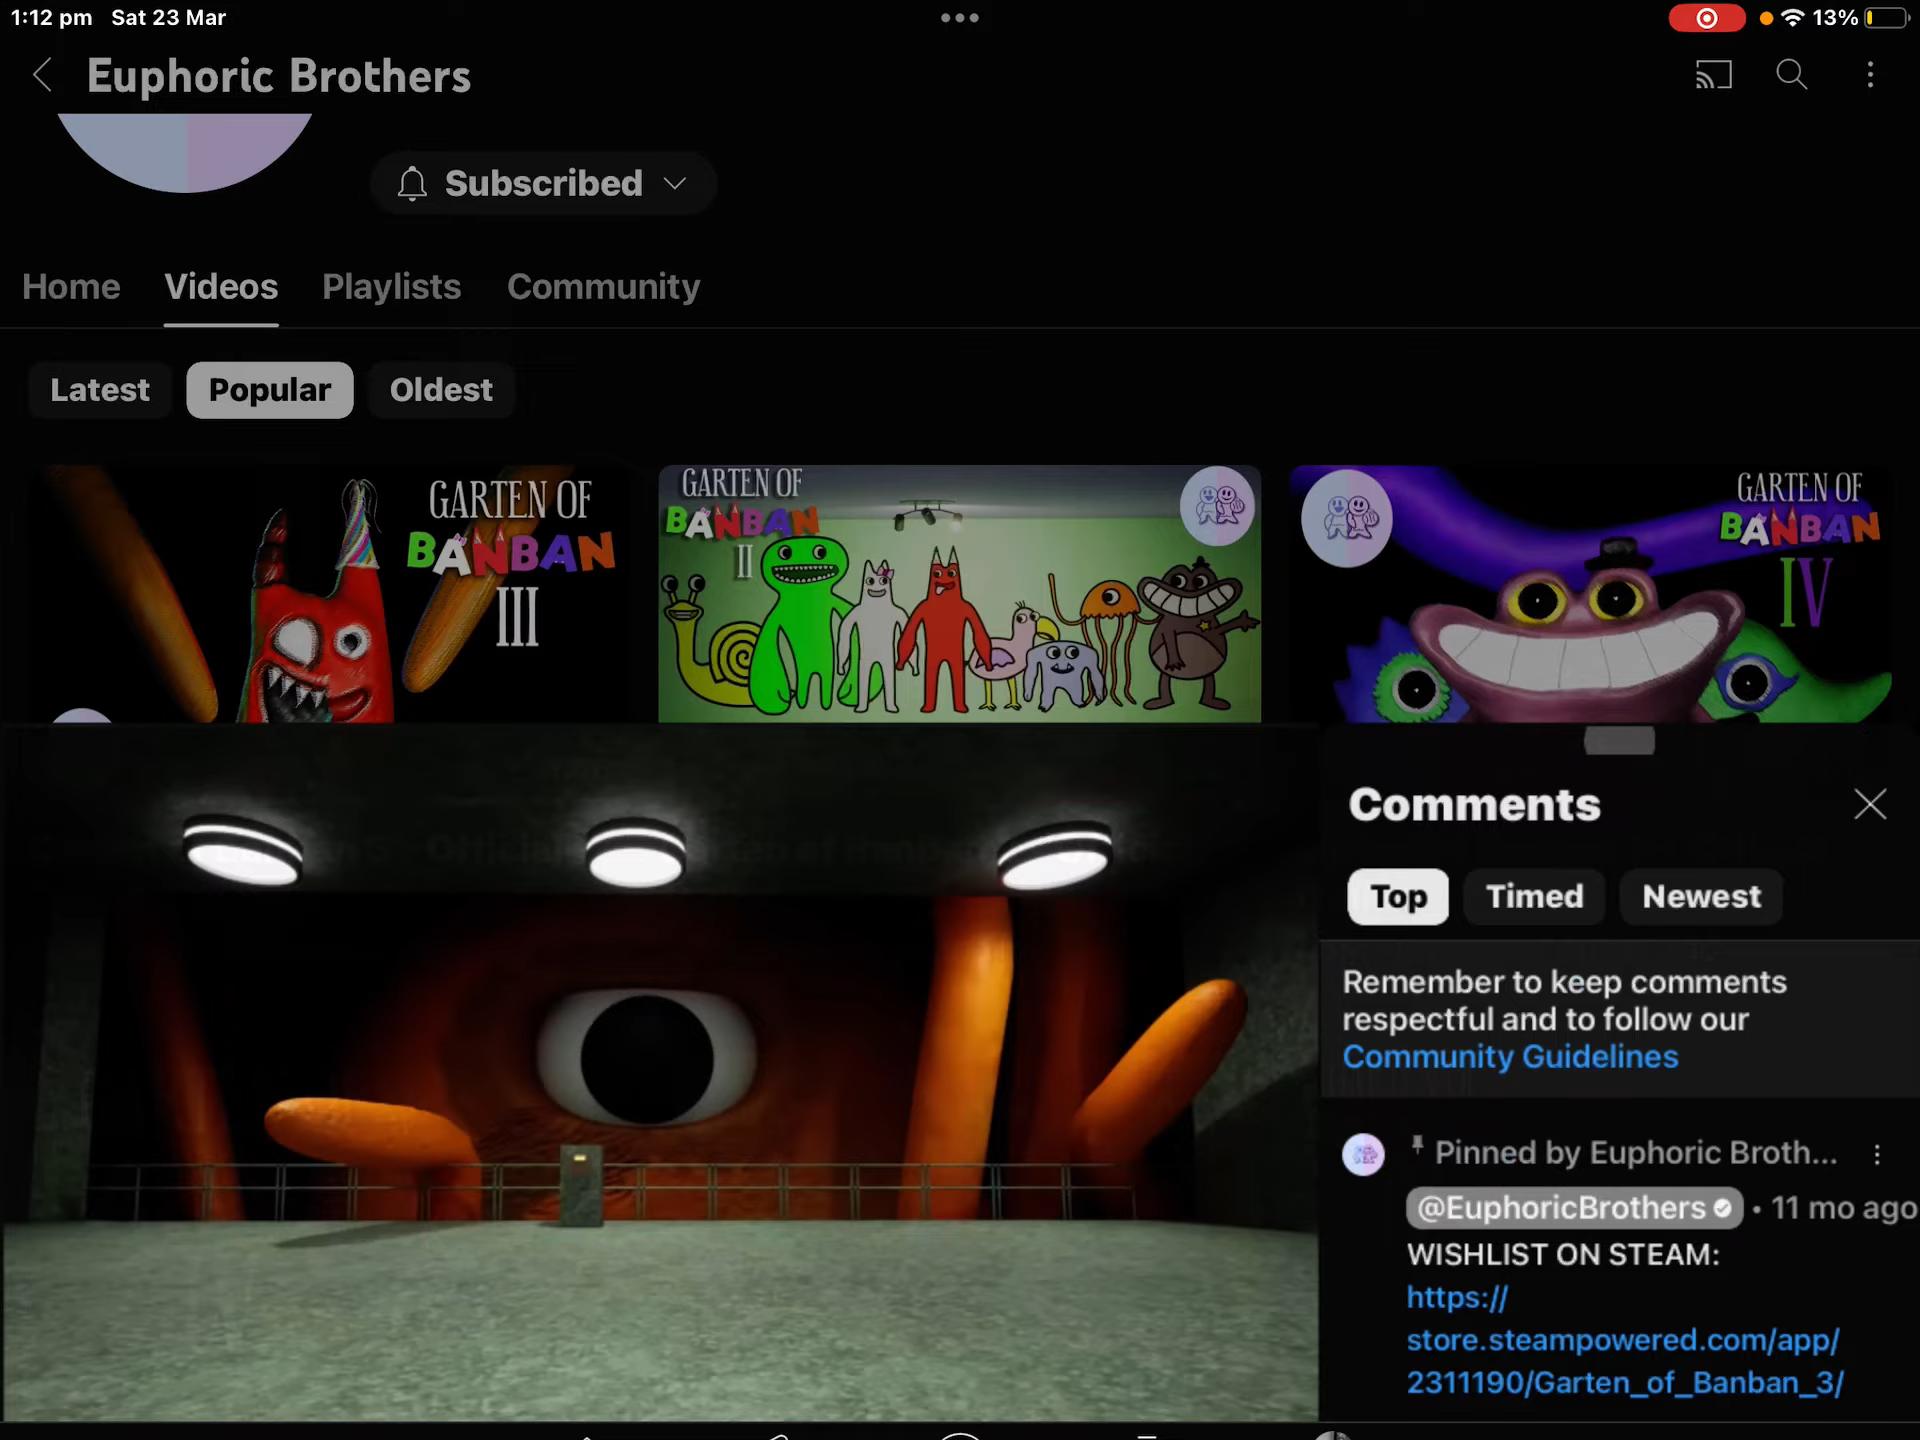 1:12 pm Sat 23 Mar
13%
Euphoric Brothers
Subscribed
Home Videos Playlists Community
Latest Popular Oldest
GARTEN OF
BANBAN
III
GARTEN OF
BANBAN
II
GARTEN OF
BANBAN
IV
Comments
Top Timed Newest
Remember to keep comments
respectful and to follow our
Community Guidelines
Pinned by Euphoric Broth...
@EuphoricBrothers • 11 mo ago
WISHLIST ON STEAM:
https://
store.steampowered.com/app/
2311190/Garten_of_Banban_3/